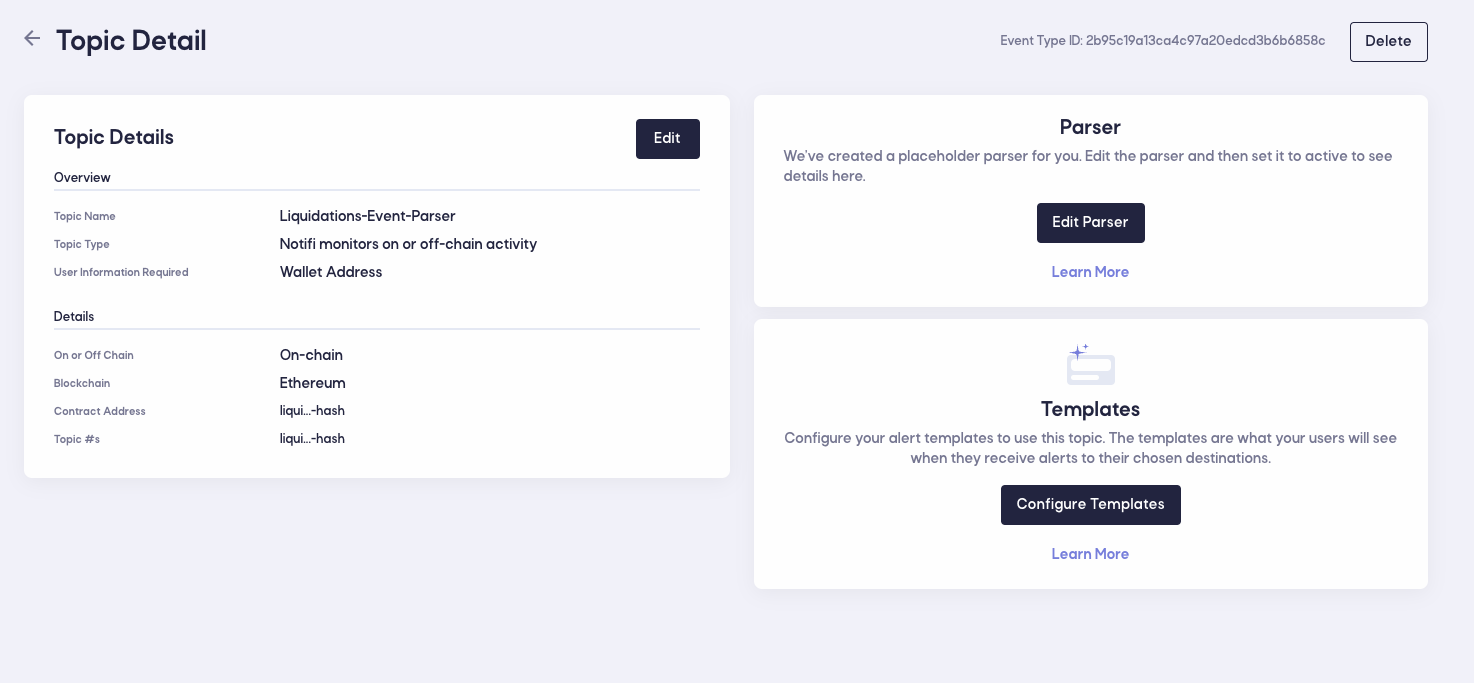 Topic Detail
Event Type ID: 2b95c19a13ca4c97a20edcd3b6b6858c
Delete
Topic Details
Edit
Overview
Topic Name
Liquidations-Event-Parser
Topic Type
Notifi monitors on or off-chain activity
User Information Required
Wallet Address
Details
On or Off Chain
On-chain
Blockchain
Ethereum
Contract Address
liqui...-hash
Topic #s
liqui...-hash
Parser
We've created a placeholder parser for you. Edit the parser and then set it to active to see
details here.
Edit Parser
Learn More
Templates
Configure your alert templates to use this topic. The templates are what your users will see
when they receive alerts to their chosen destinations.
Configure Templates
Learn More